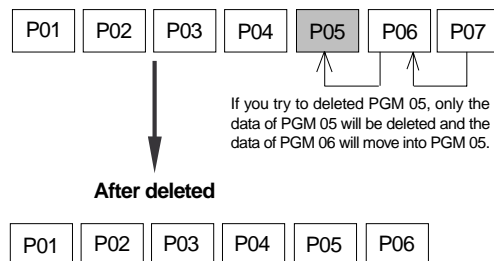 P01 P02 P03 P04 P05 P06 P07
If you try to deleted PGM 05, only the
data of PGM 05 will be deleted and the
data of PGM 06 will move into PGM 05.
After deleted
P01 P02 P03 P04 P05 P06